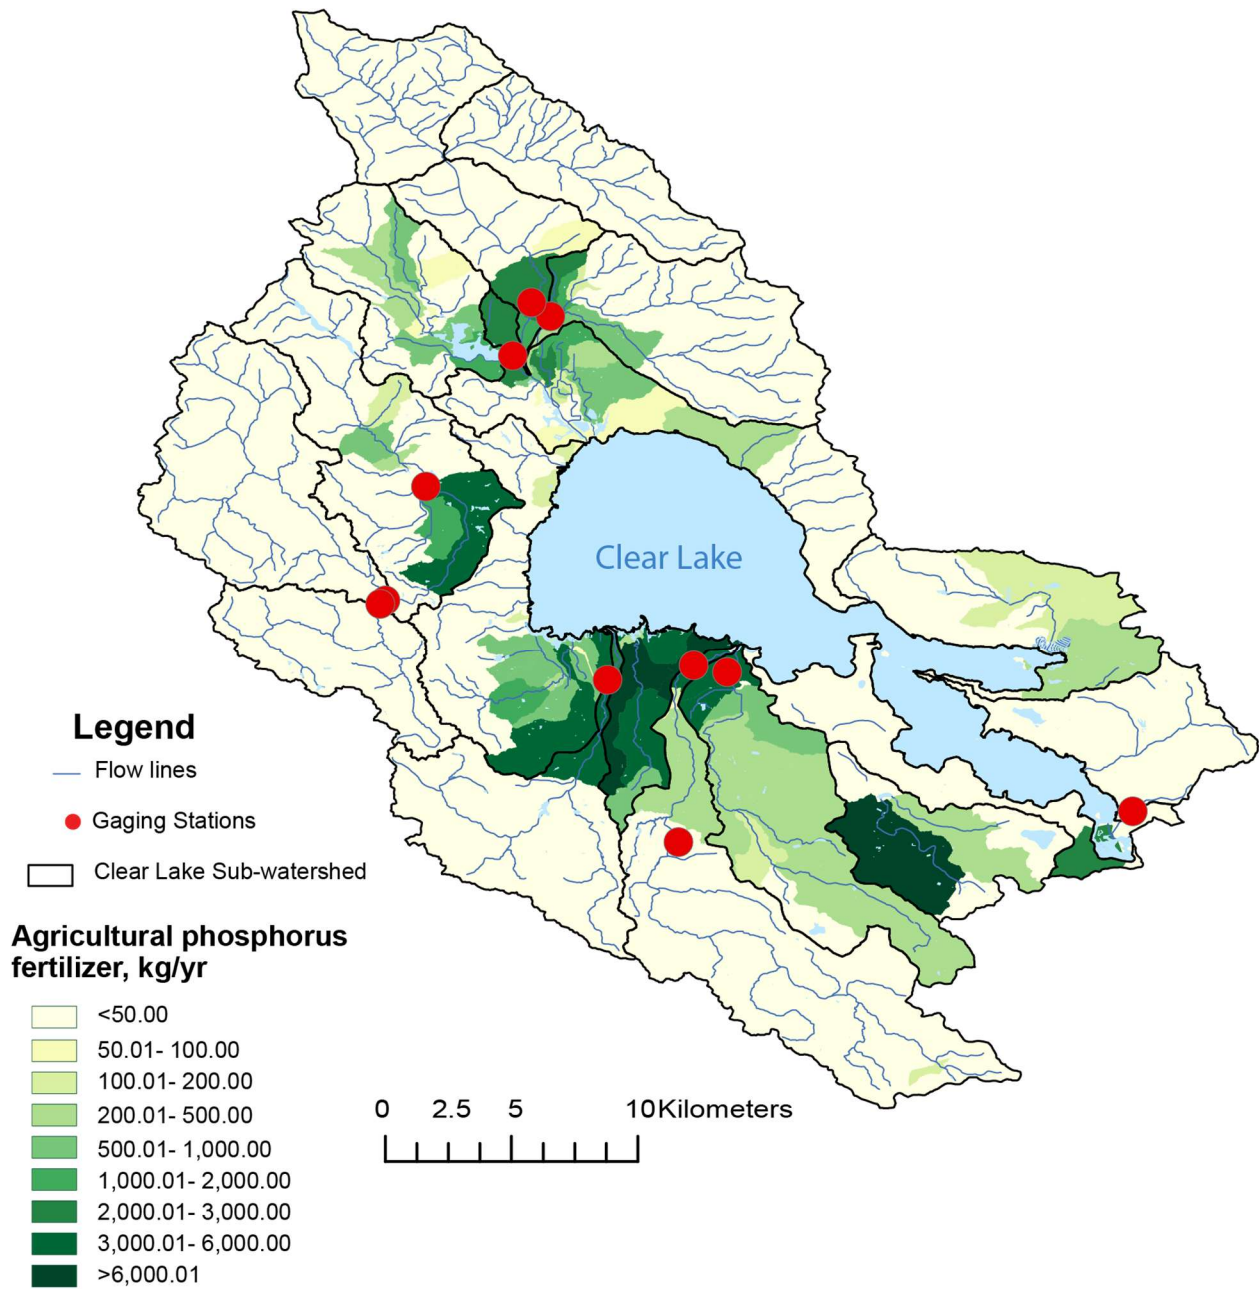 Clear Lake
Legend
Flow lines
Gaging Stations
Clear Lake Sub-watershed
Agricultural phosphorus
fertilizer, kg/yr
<50.00
50.01- 100.00
100.01- 200.00
200.01- 500.00
500.01- 1,000.00
1,000.01- 2,000.00
2,000.01- 3,000.00
3,000.01- 6,000.00
>6,000.01
0 2.5 5 10Kilometers